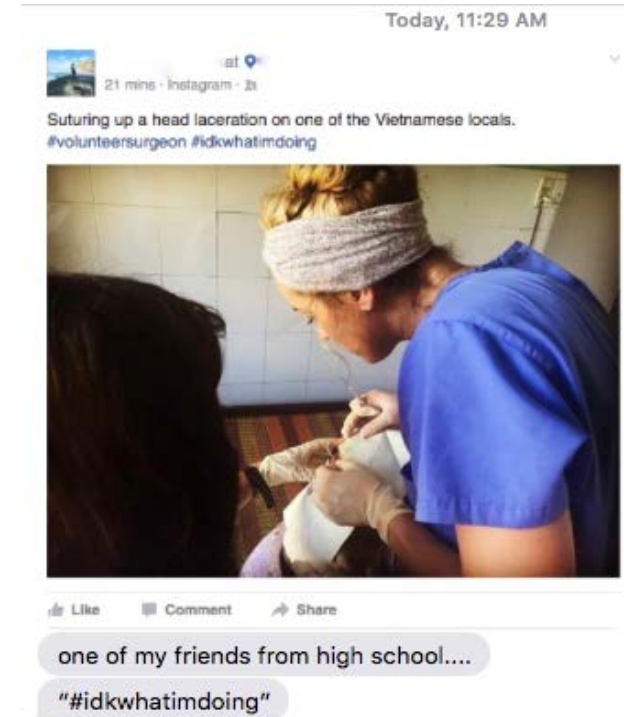 Today, 11:29 AM
at
21 mins · Instagram ·
Suturing up a head laceration on one of the Vietnamese locals.
#volunteersurgeon #idkwhatimdoing
Like Comment Share
one of my friends from high school....
"#idkwhatimdoing"